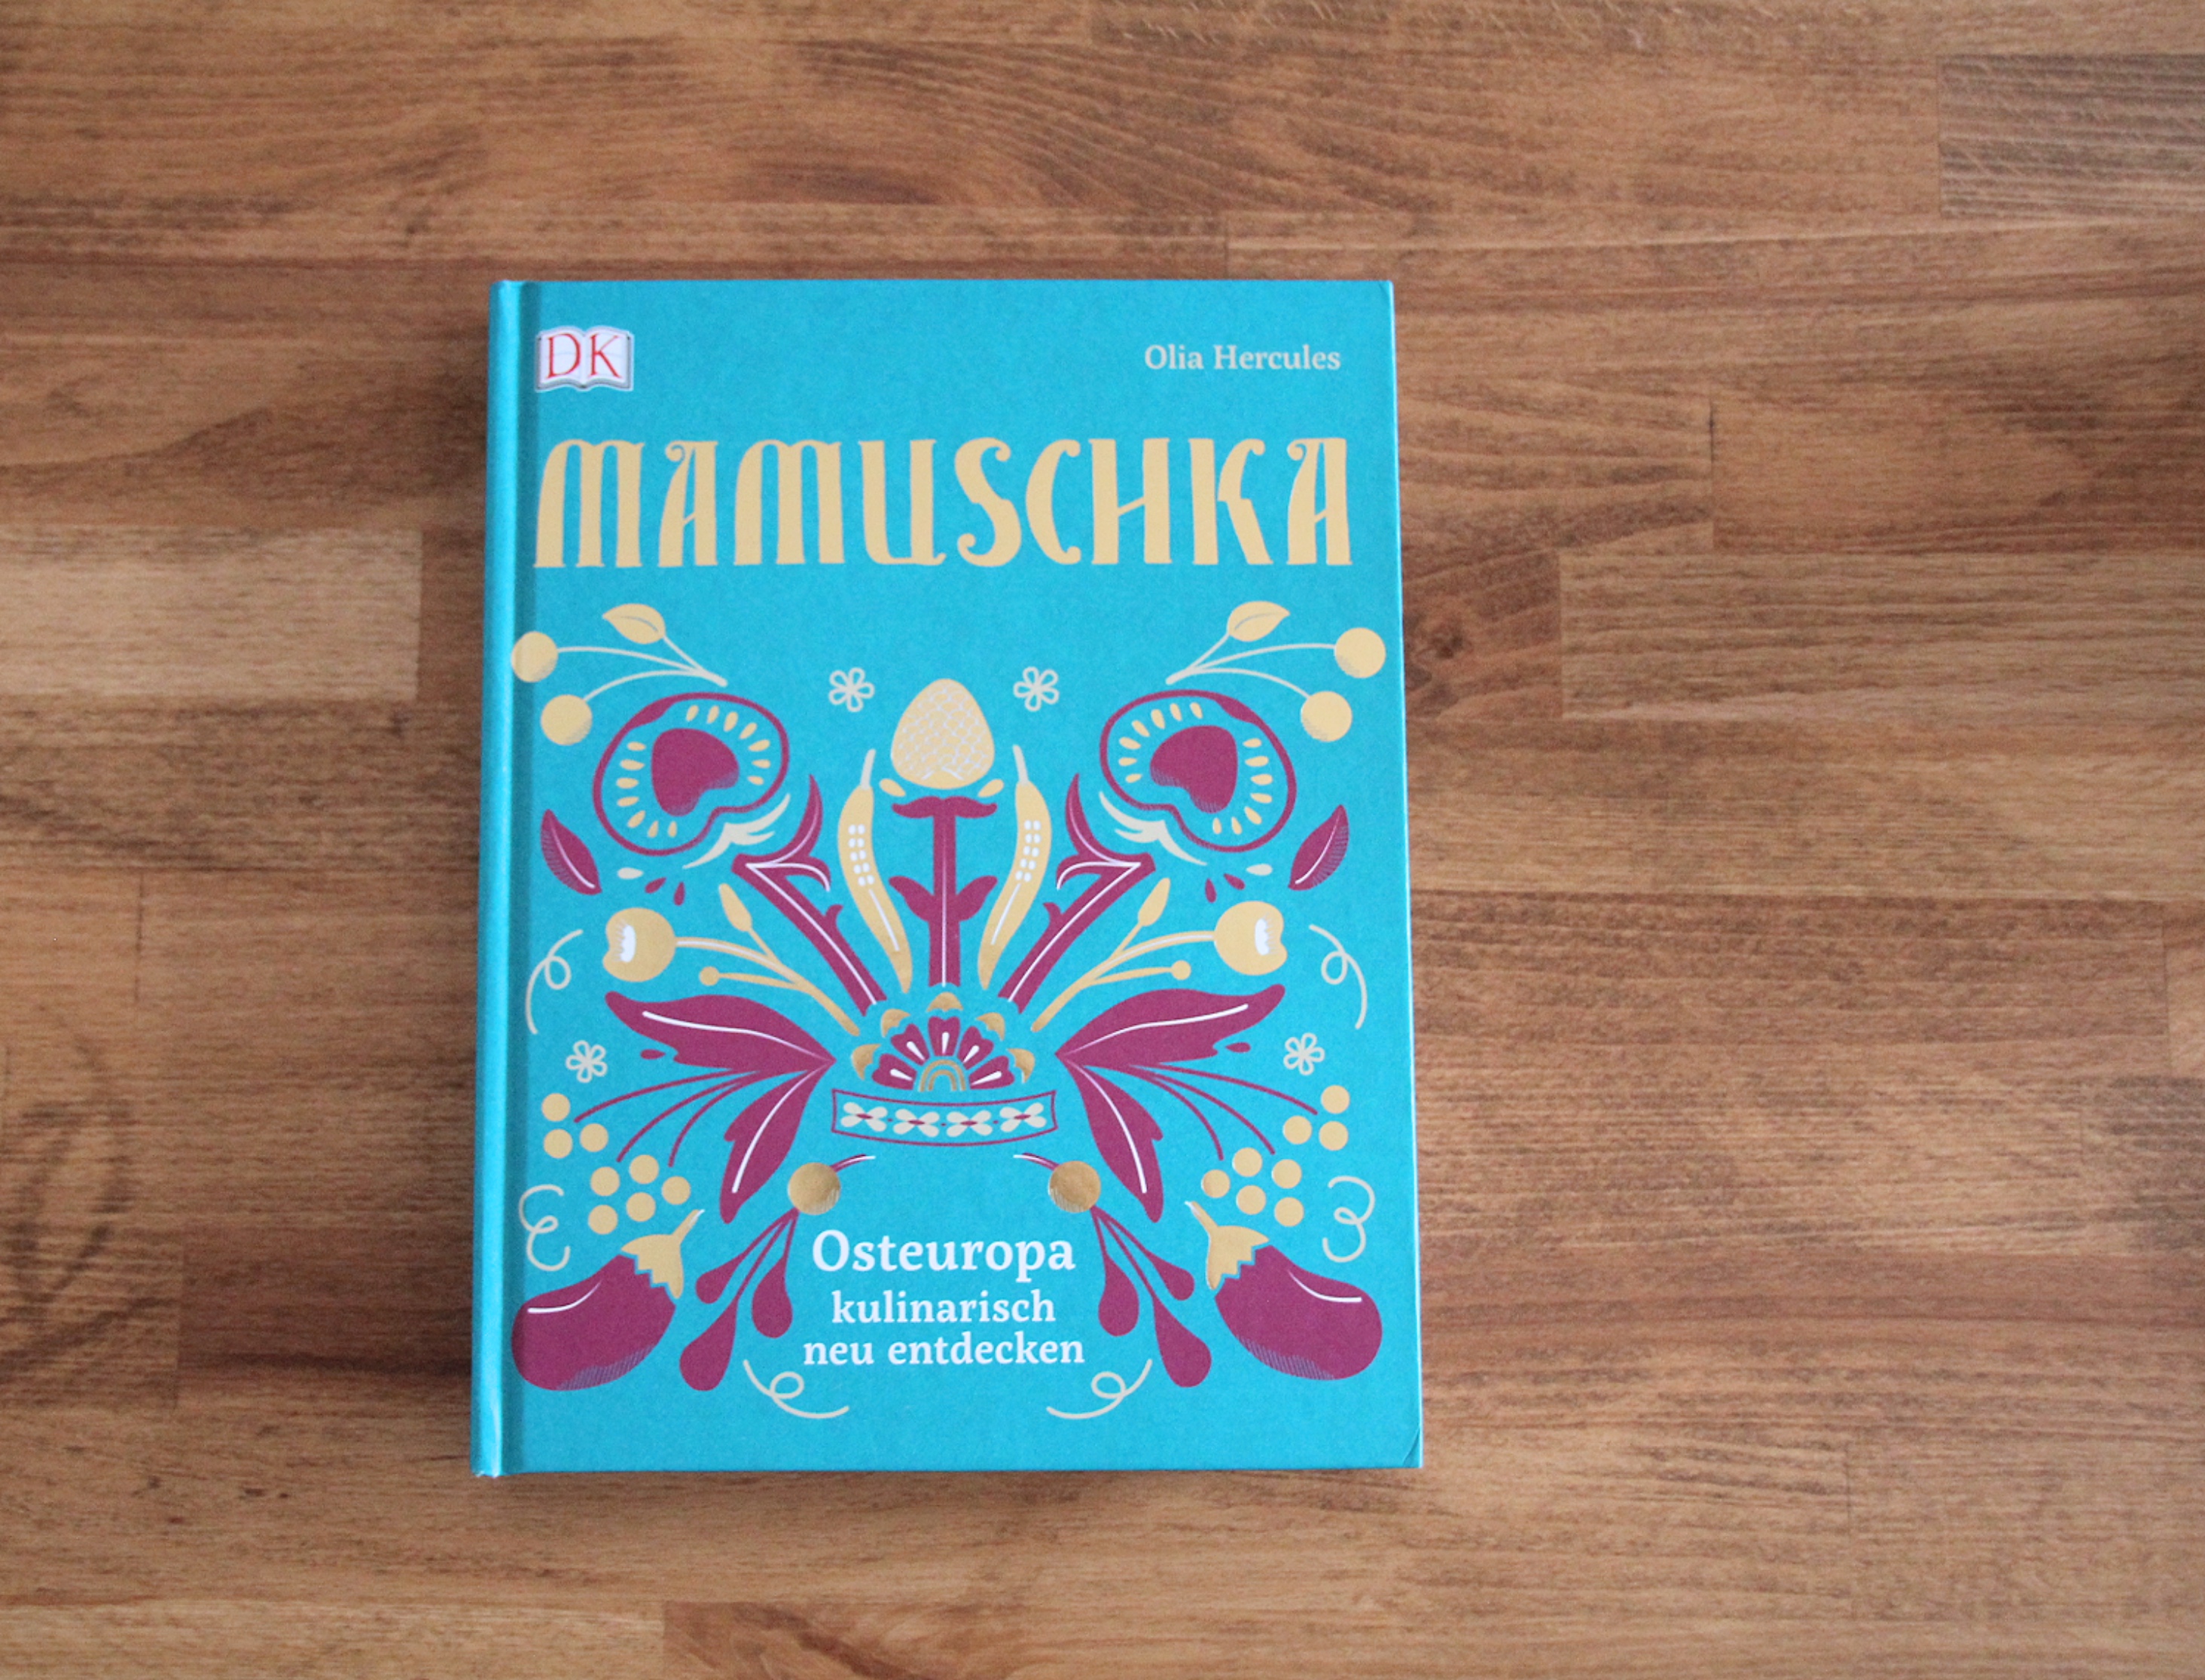 DK
Olia Hercules
MAMUSCHKA
Osteuropa
kulinarisch
neu entdecken